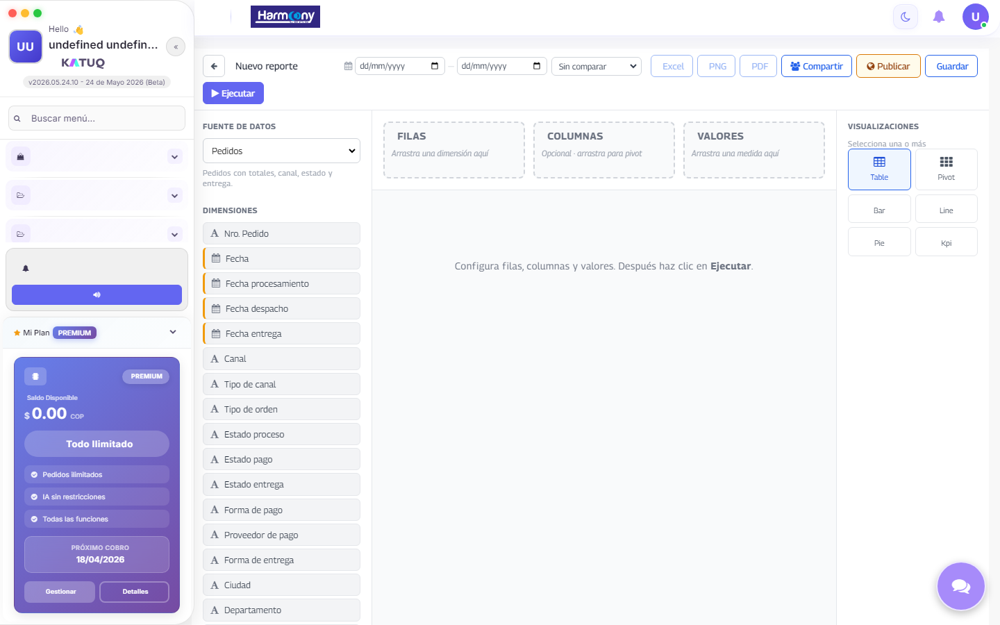 Hello 👋
UU
undefined undefin...
«
KATUQ
v2026.05.24.10 - 24 de Mayo 2026 (Beta)
Buscar menú...
Mi Plan PREMIUM
PREMIUM
Saldo Disponible
$ 0.00 COP
Todo Ilimitado
Pedidos ilimitados
IA sin restricciones
Todas las funciones
PRÓXIMO COBRO
18/04/2026
Gestionar Detalles
Harmony
U
Nuevo reporte dd/mm/yyyy — dd/mm/yyyy Sin comparar Excel PNG PDF Compartir Publicar Guardar
Ejecutar
FUENTE DE DATOS
Pedidos
Pedidos con totales, canal, estado y
entrega.
DIMENSIONES
A Nro. Pedido
Fecha
Fecha procesamiento
Fecha despacho
Fecha entrega
A Canal
A Tipo de canal
A Tipo de orden
A Estado proceso
A Estado pago
A Estado entrega
A Forma de pago
A Proveedor de pago
A Forma de entrega
A Ciudad
A Departamento
FILAS
Arrastra una dimensión aquí
COLUMNAS
Opcional · arrastra para pivot
VALORES
Arrastra una medida aquí
Configura filas, columnas y valores. Después haz clic en Ejecutar.
VISUALIZACIONES
Selecciona una o más
Table Pivot
Bar Line
Pie Kpi